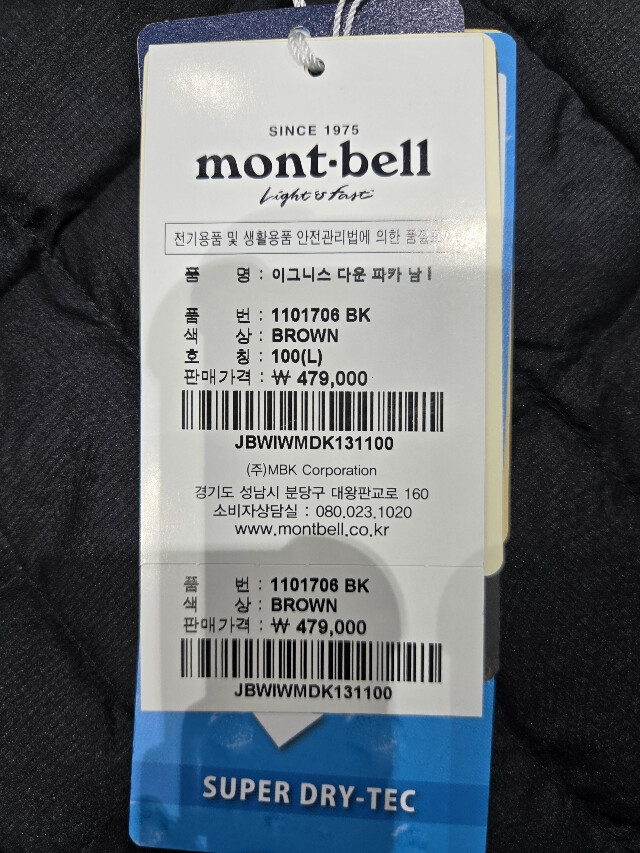 SINCE 1975
mont-bell
Light & Fast
전기용품 및 생활용품 안전관리법에 의한
품 명 : 이그니스 다운 파카 남
품 번 : 1101706 BK
색 상 : BROWN
호 칭 : 100(L)
판매가격 : ₩ 479,000
JBWIWMDK131100
(주)MBK Corporation
경기도 성남시 분당구 대왕판교로 160
소비자상담실 : 080.023.1020
www.montbell.co.kr
품 번 : 1101706 BK
색 상 : BROWN
판매가격 : ₩ 479,000
JBWIWMDK131100
SUPER DRY-TEC